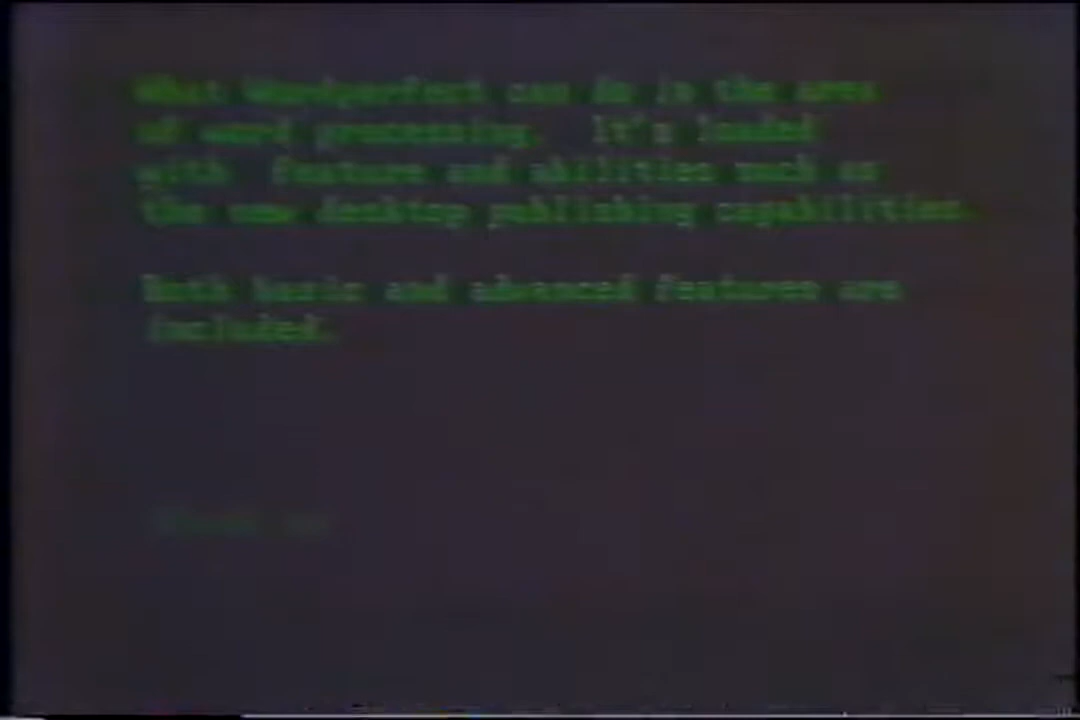 What Wordperfect can do in the area
of word processing. It's loaded
with feature and abilities such as
the new desktop publishing capabilities.
Both basic and advanced features are
included.